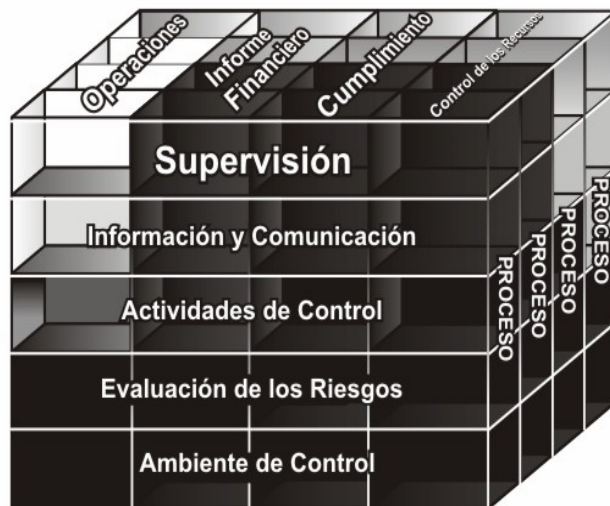 Operaciones
Informe
Financiero
Cumplimiento
Control de los Recursos
Supervisión
Información y Comunicación
Actividades de Control
Evaluación de los Riesgos
Ambiente de Control
PROCESO
PROCESO
PROCESO
PROCESO